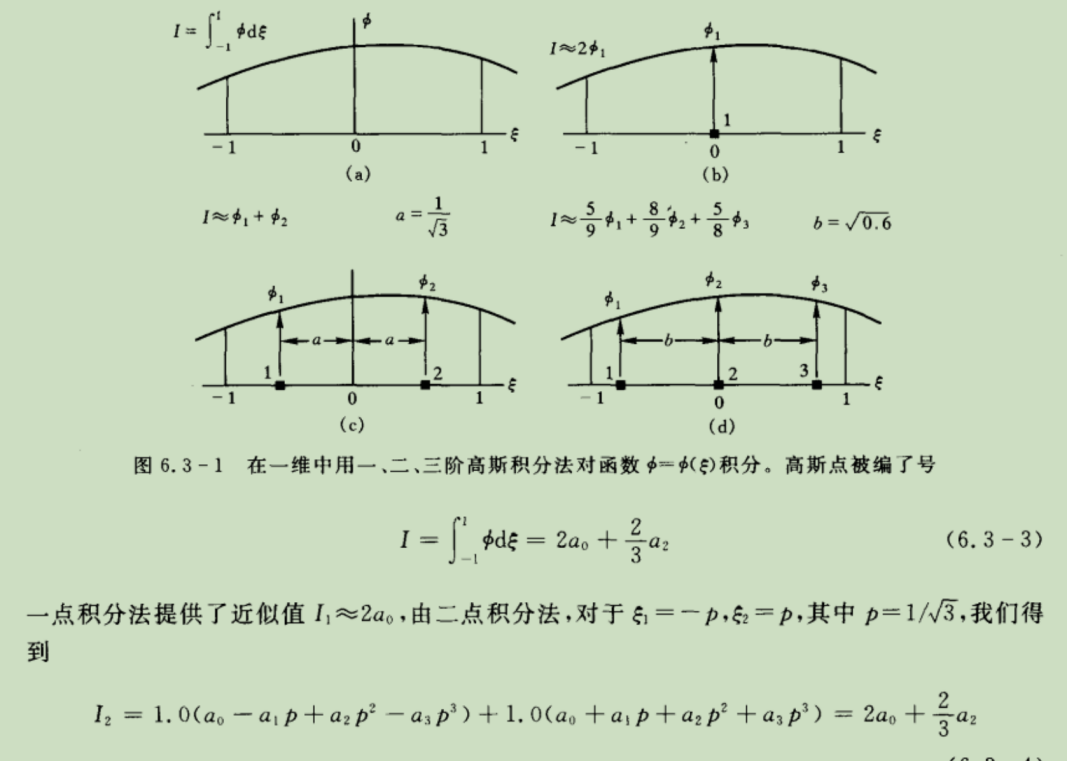 I = ∫₋₁¹ ϕdξ
ϕ
-1 0 1 ξ
(a)
I≈2ϕ₁
ϕ₁
1
-1 0 1 ξ
(b)
I≈ϕ₁+ϕ₂ a=1/√3
ϕ₁ ϕ₂
a a
1 2
-1 0 1 ξ
(c)
I≈5/9 ϕ₁+8/9 ϕ₂+5/8 ϕ₃ b=√0.6
ϕ₁ ϕ₂ ϕ₃
b b
1 2 3
-1 0 1 ξ
(d)
图 6.3-1 在一维中用一、二、三阶高斯积分法对函数 ϕ=ϕ(ξ)积分。高斯点被编了号
I = ∫₋₁¹ ϕdξ = 2a₀ + 2/3 a₂ (6.3-3)
一点积分法提供了近似值 I₁≈2a₀,由二点积分法,对于 ξ₁=-p,ξ₂=p,其中 p=1/√3,我们得
到
I₂ = 1.0(a₀-a₁p+a₂p²-a₃p³)+1.0(a₀+a₁p+a₂p²+a₃p³) = 2a₀+2/3 a₂